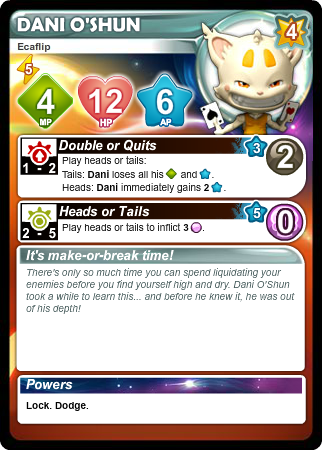 DANI O'SHUN
4
Ecaflip
5
4
MP
12
HP
6
AP
Double or Quits
3
2
1 - 2
Play heads or tails:
Tails: Dani loses all his and .
Heads: Dani immediately gains 2 .
Heads or Tails
5
0
2 - 5
Play heads or tails to inflict 3 .
It's make-or-break time!
There's only so much time you can spend liquidating your
enemies before you find yourself high and dry. Dani O'Shun
took a while to learn this... and before he knew it, he was out
of his depth!
Powers
Lock. Dodge.